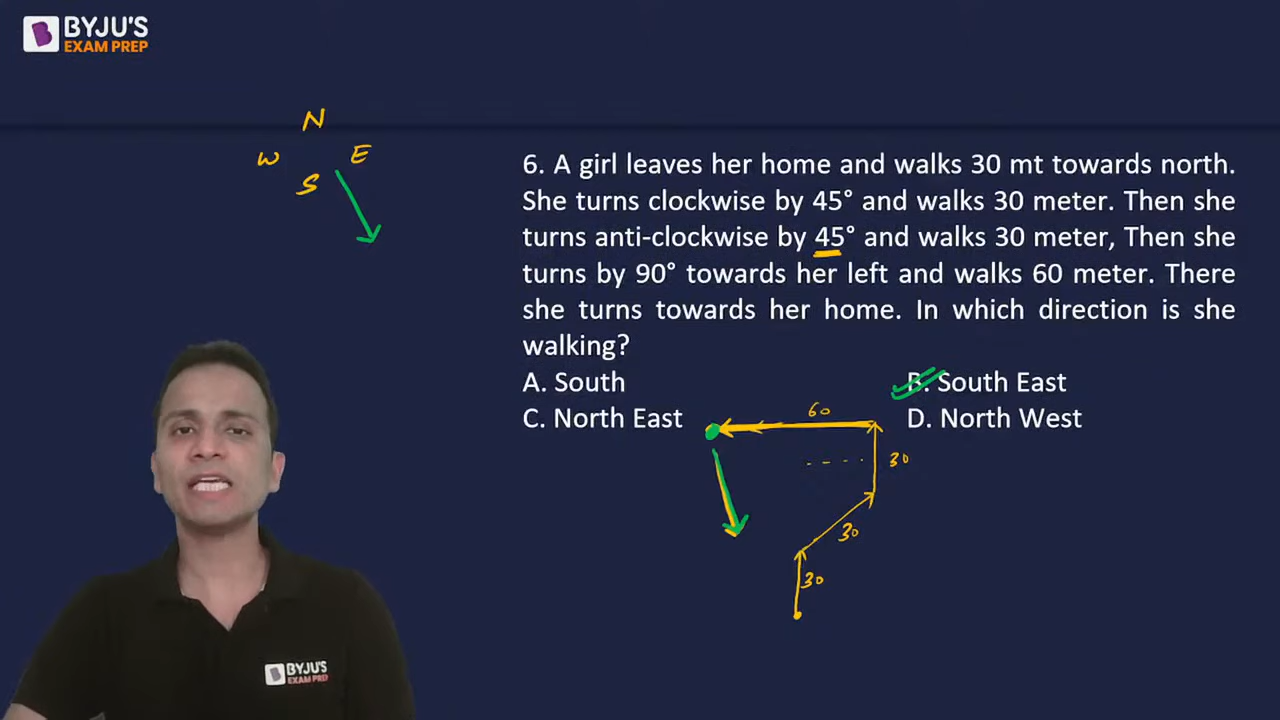 BYJU'S
EXAM PREP
N
W E
S
6. A girl leaves her home and walks 30 mt towards north.
She turns clockwise by 45° and walks 30 meter. Then she
turns anti-clockwise by 45° and walks 30 meter, Then she
turns by 90° towards her left and walks 60 meter. There
she turns towards her home. In which direction is she
walking?
A. South B. South East
C. North East D. North West
60
30
30
30
BYJU'S
EXAM PREP